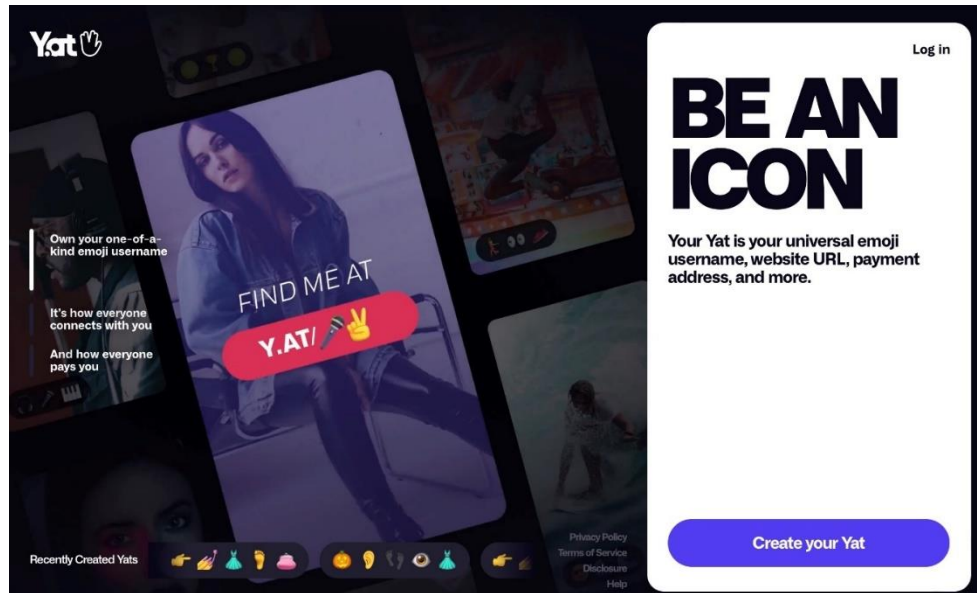 Y.at🖖
Log in
BE AN
ICON
Your Yat is your universal emoji
username, website URL, payment
address, and more.
Own your one-of-a-
kind emoji username
It's how everyone
connects with you
And how everyone
pays you
FIND ME AT
Y.AT/🎤✌️
Recently Created Yats
👉💅👗🦶👛
🎃👂👣👁️👗
👉💅
Privacy Policy
Terms of Service
Disclosure
Help
Create your Yat